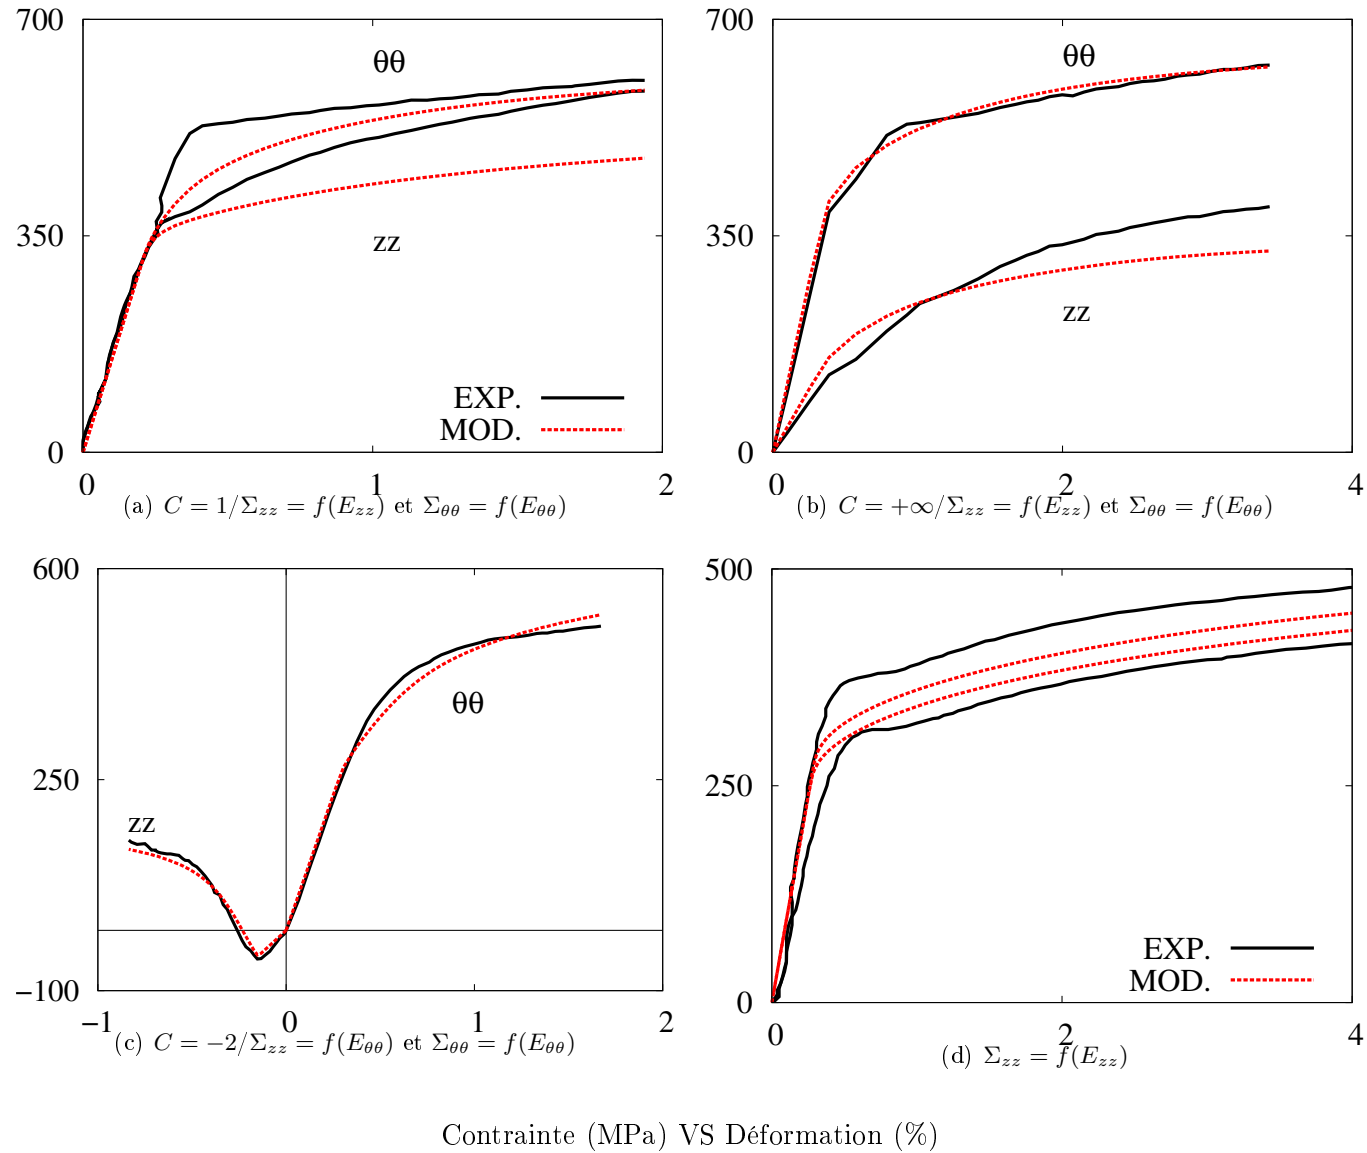 700
350
0
θθ
zz
EXP.
MOD.
0
1
2
(a) C = 1/Σzz = f(Ezz) et Σθθ = f(Eθθ)
700
350
0
θθ
zz
0
2
4
(b) C = +∞/Σzz = f(Ezz) et Σθθ = f(Eθθ)
600
250
−100
zz
θθ
−1
0
1
2
(c) C = −2/Σzz = f(Eθθ) et Σθθ = f(Eθθ)
500
250
0
EXP.
MOD.
0
2
4
(d) Σzz = f(Ezz)
Contrainte (MPa) VS Déformation (%)